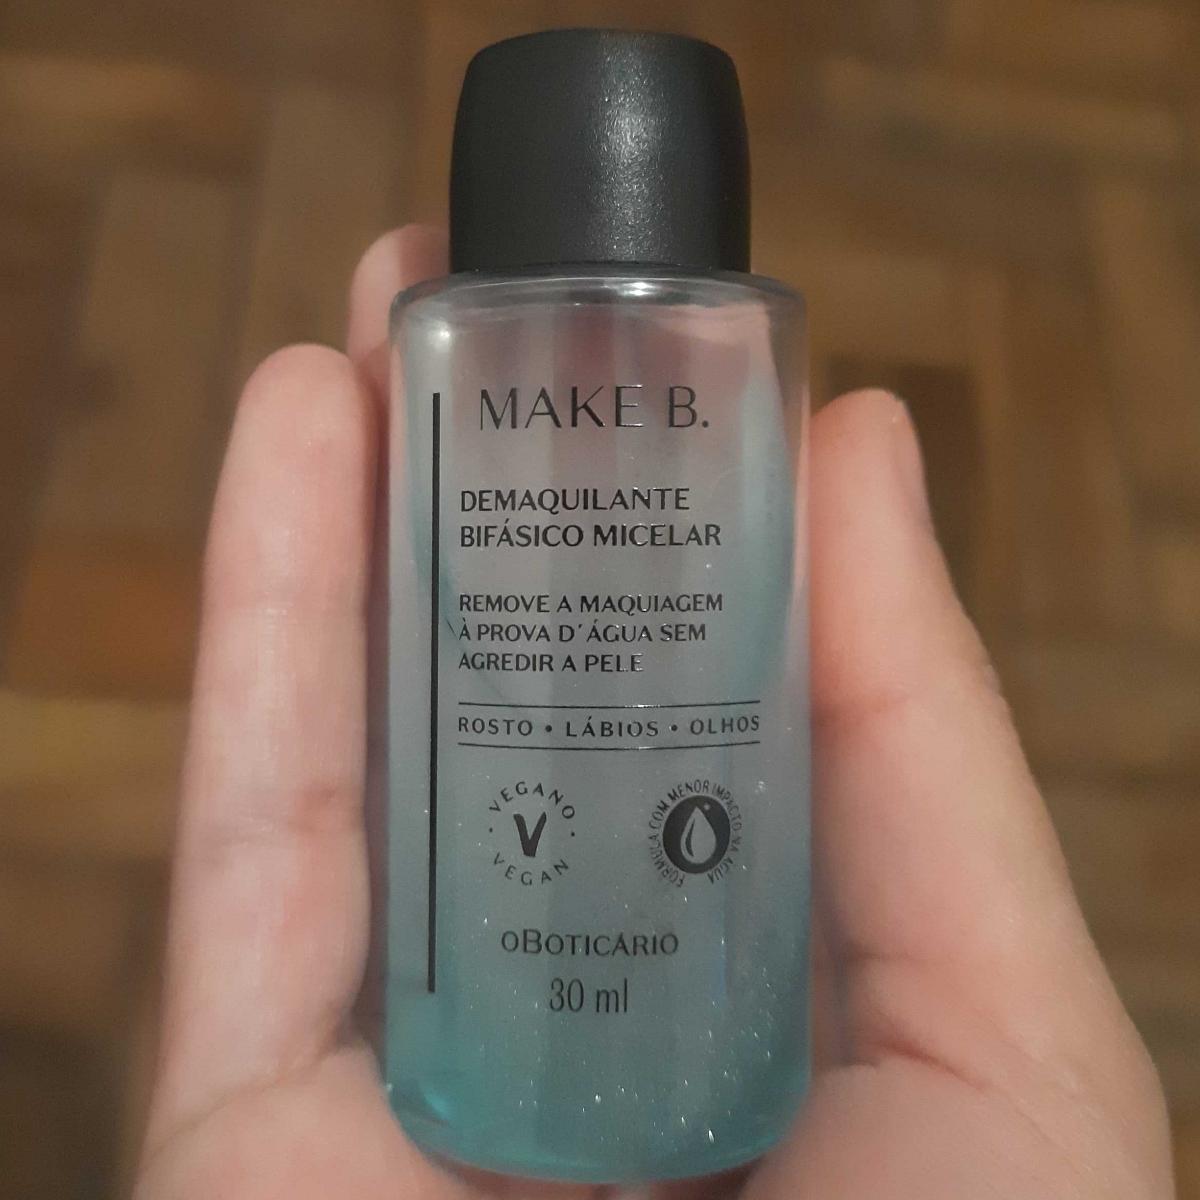 MAKE B.
DEMAQUILANTE
BIFÁSICO MICELAR
REMOVE A MAQUIAGEM
À PROVA D´ÁGUA SEM
AGREDIR A PELE
ROSTO • LÁBIOS • OLHOS
VEGANO
V
VEGAN
FÓRMULA COM MENOR IMPACTO NA ÁGUA
oBOTICÁRIO
30 ml